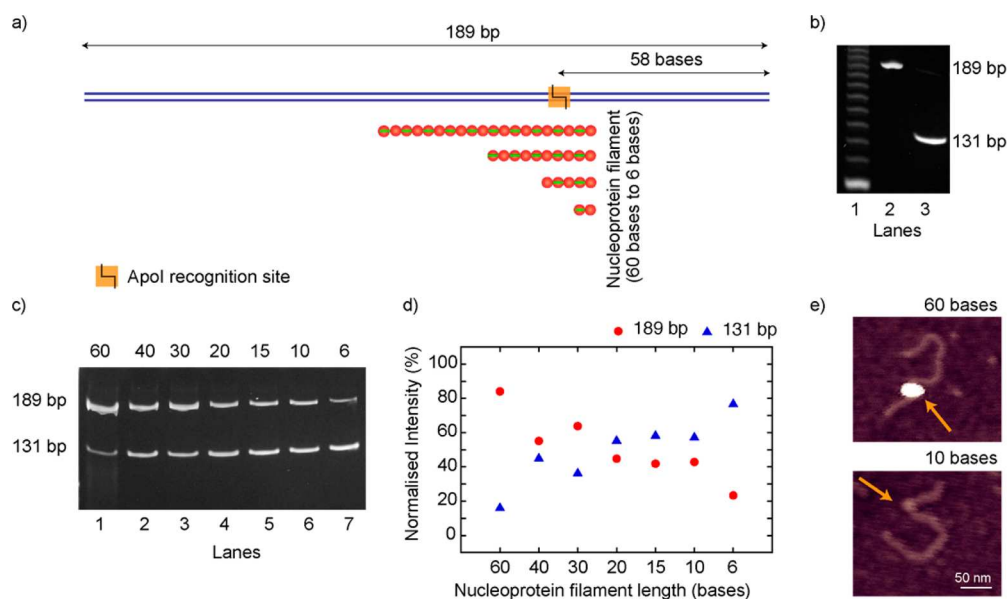 a)
189 bp
58 bases
Nucleoprotein filament
(60 bases to 6 bases)
ApoI recognition site
b)
189 bp
131 bp
1 2 3
Lanes
c)
60 40 30 20 15 10 6
189 bp
131 bp
1 2 3 4 5 6 7
Lanes
d)
189 bp 131 bp
Normalised Intensity (%)
100
80
60
40
20
0
60 40 30 20 15 10 6
Nucleoprotein filament length (bases)
e)
60 bases
10 bases
50 nm